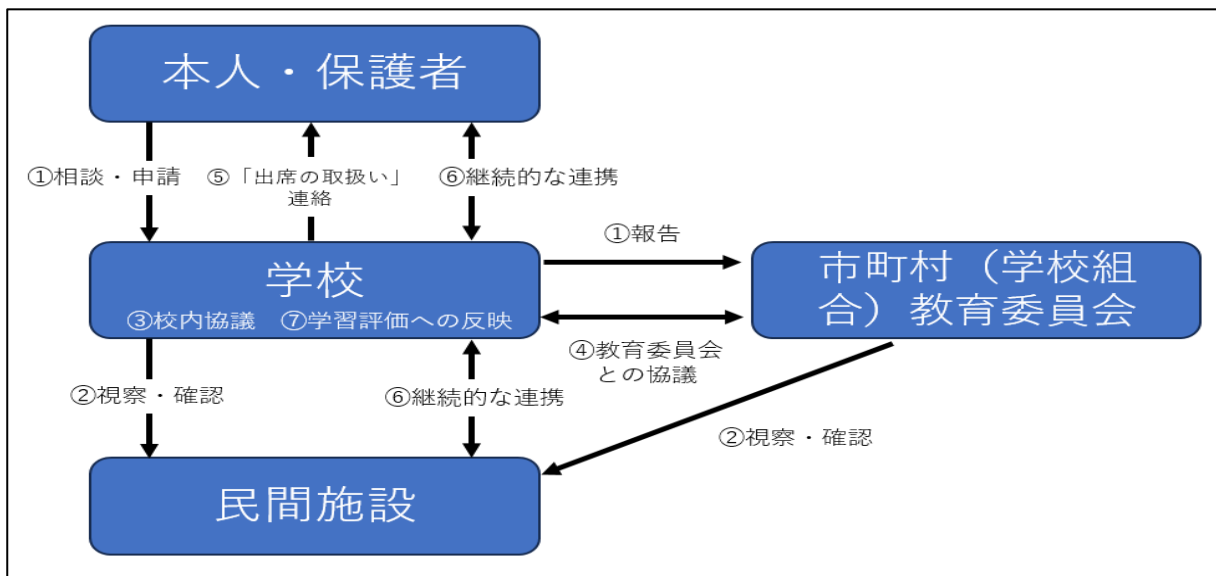 本人・保護者
①相談・申請
⑤「出席の取扱い」
連絡
⑥継続的な連携
①報告
学校
③校内協議 ⑦学習評価への反映
市町村（学校組
合）教育委員会
④教育委員会
との協議
②視察・確認
⑥継続的な連携
②視察・確認
民間施設